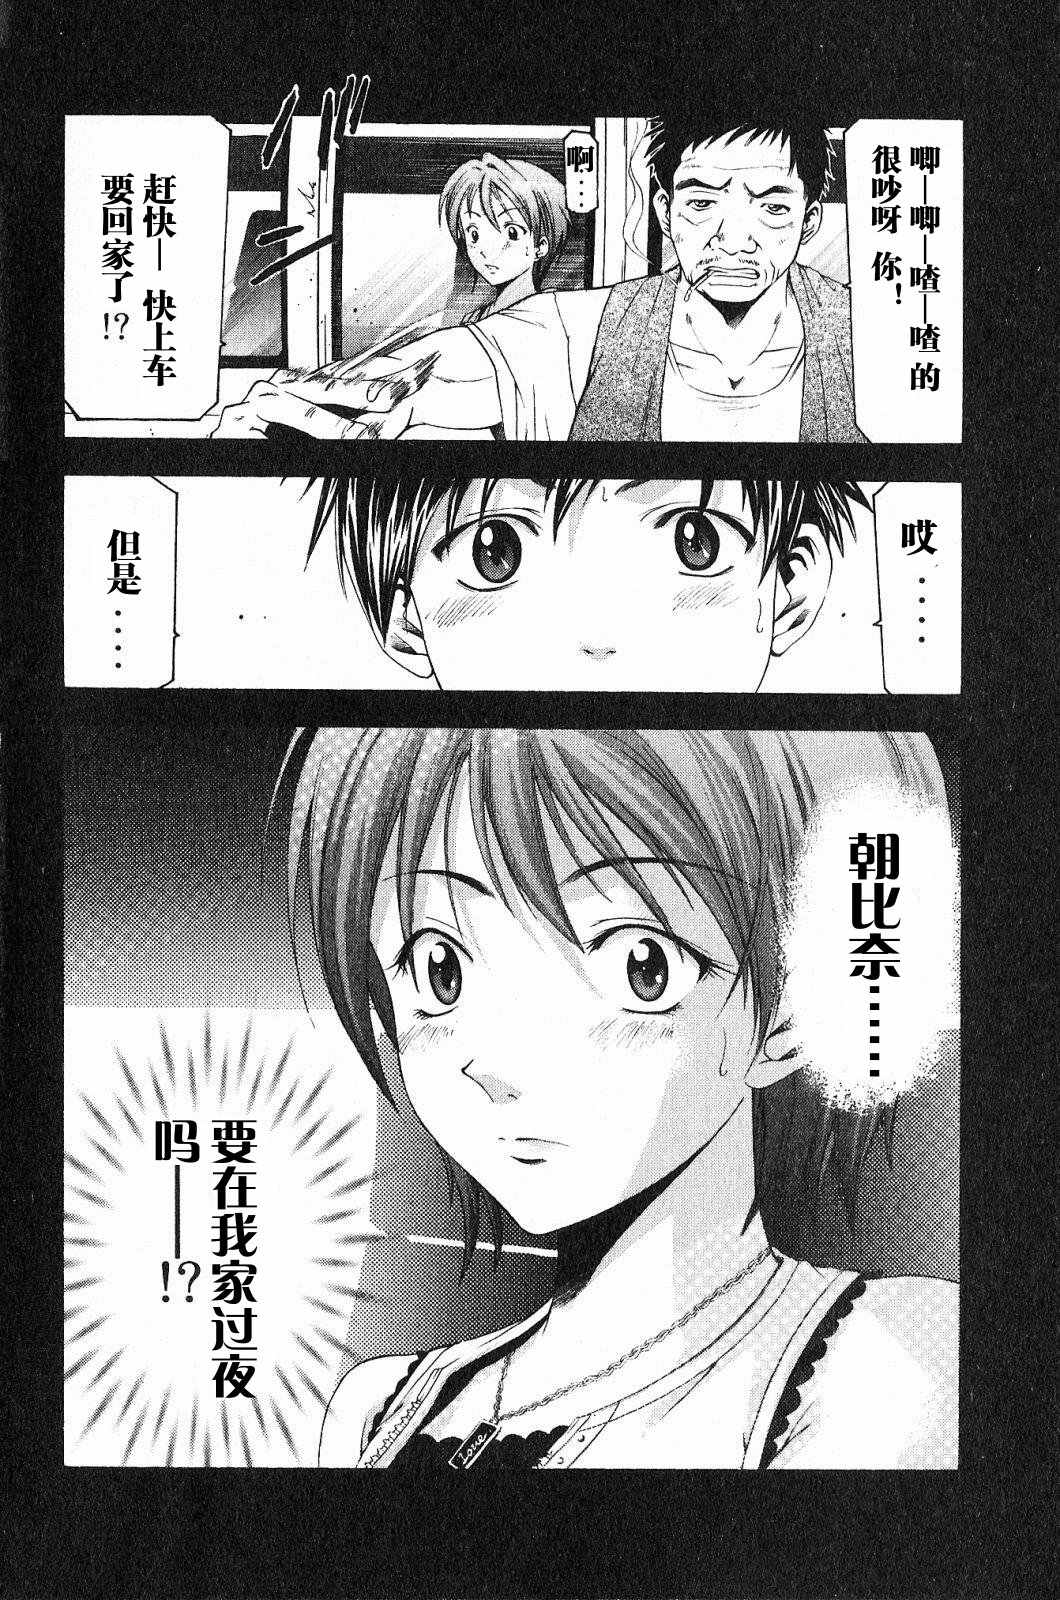 唧—唧—喳—喳的
很吵呀 你！
啊‥‥
赶快— 快上车
要回家了!?
哎‥‥
但是‥‥
朝比奈……
要在我家过夜
吗——!?
Love